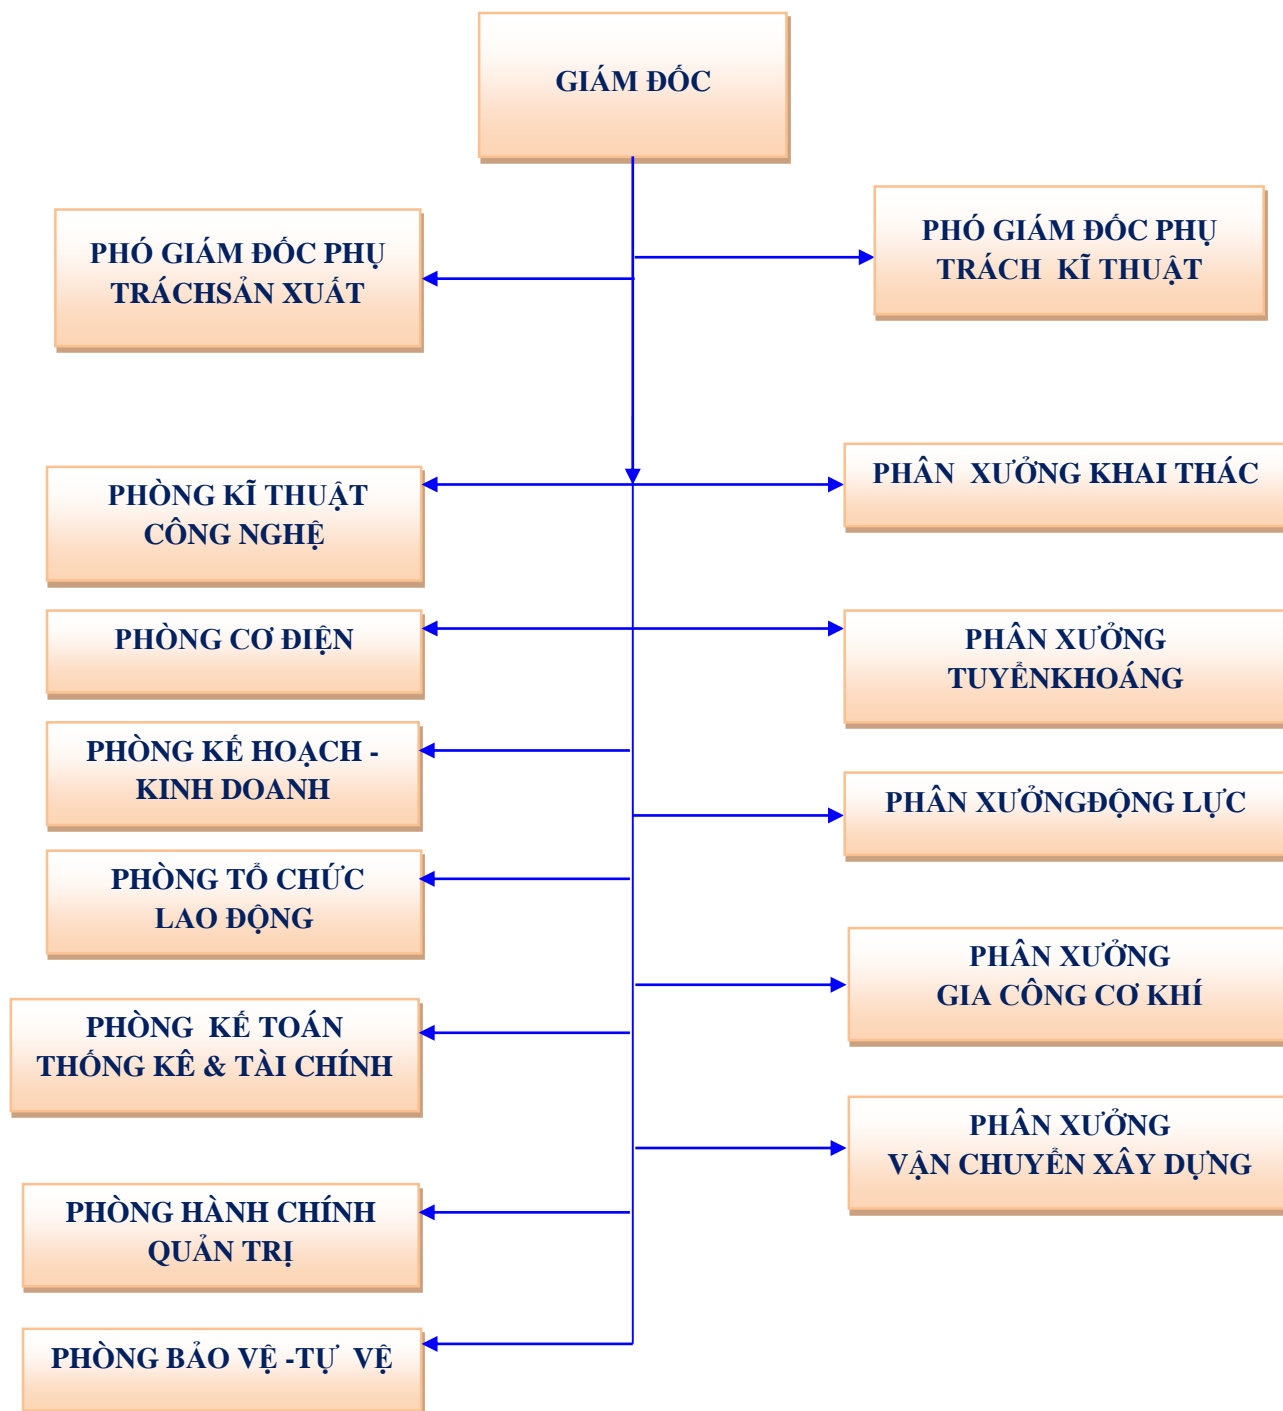 GIÁM ĐỐC
PHÓ GIÁM ĐỐC PHỤ
TRÁCHSẢN XUẤT
PHÓ GIÁM ĐỐC PHỤ
TRÁCH KĨ THUẬT
PHÒNG KĨ THUẬT
CÔNG NGHỆ
PHÂN XƯỞNG KHAI THÁC
PHÒNG CƠ ĐIỆN
PHÂN XƯỞNG
TUYỂNKHOÁNG
PHÒNG KẾ HOẠCH -
KINH DOANH
PHÂN XƯỞNGĐỘNG LỰC
PHÒNG TỔ CHỨC
LAO ĐỘNG
PHÂN XƯỞNG
GIA CÔNG CƠ KHÍ
PHÒNG KẾ TOÁN
THỐNG KÊ & TÀI CHÍNH
PHÂN XƯỞNG
VẬN CHUYỂN XÂY DỰNG
PHÒNG HÀNH CHÍNH
QUẢN TRỊ
PHÒNG BẢO VỆ -TỰ VỆ